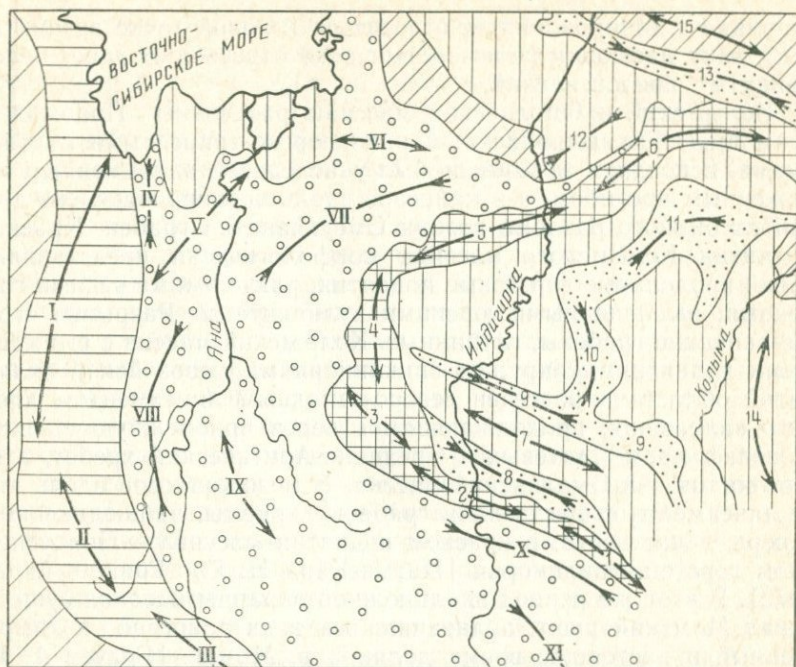 ВОСТОЧНО-
СИБИРСКОЕ МОРЕ
15
13
VI
12
6
IV
V
VII
5
11
I
Яна
4
Индигирка
10
Колыма
3
9
7
9
14
VIII
8
IX
2
1
X
II
III
XI